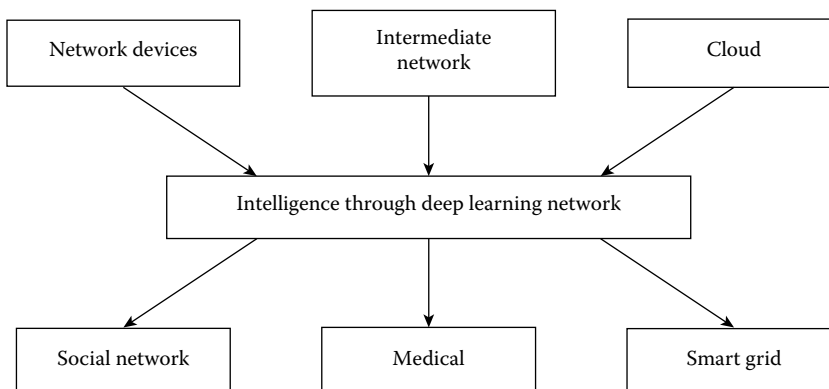 Network devices
Intermediate
network
Cloud
Intelligence through deep learning network
Social network
Medical
Smart grid